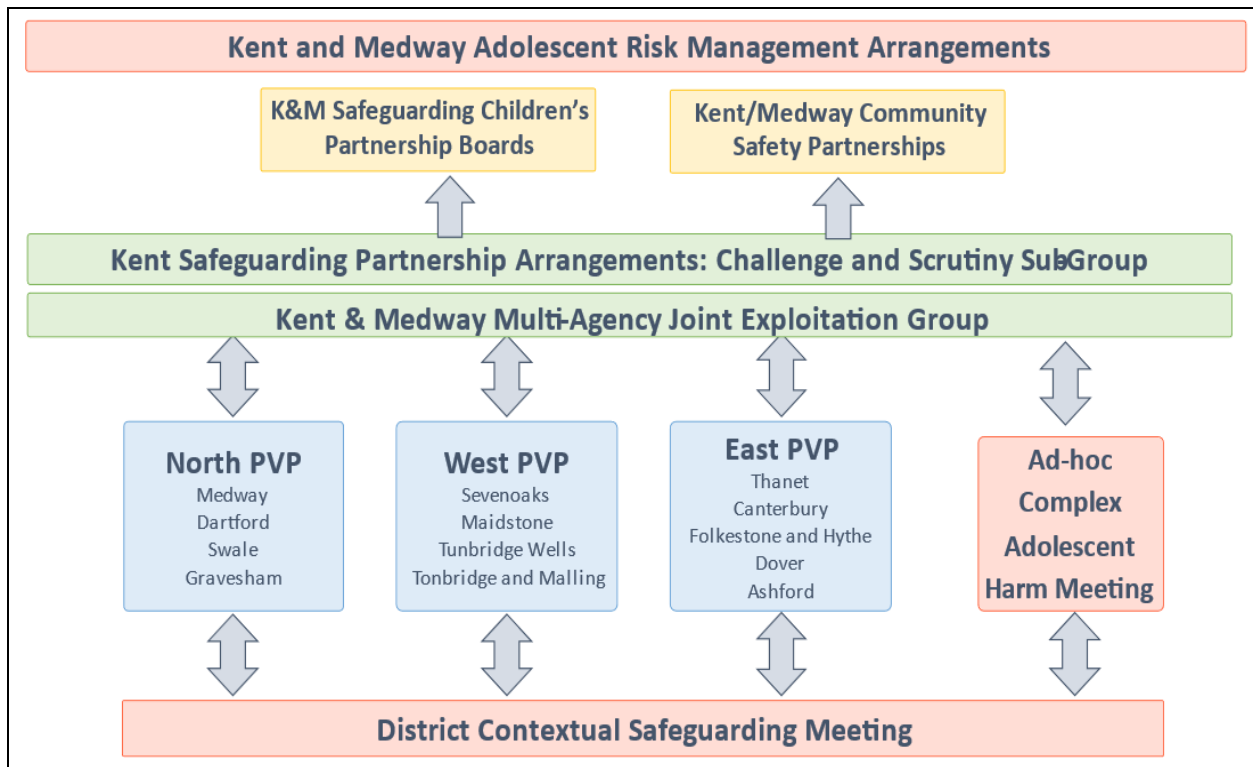 Kent and Medway Adolescent Risk Management Arrangements
K&M Safeguarding Children's
Partnership Boards
Kent/Medway Community
Safety Partnerships
Kent Safeguarding Partnership Arrangements: Challenge and Scrutiny Sub-Group
Kent & Medway Multi-Agency Joint Exploitation Group
North PVP
Medway
Dartford
Swale
Gravesham
West PVP
Sevenoaks
Maidstone
Tunbridge Wells
Tonbridge and Malling
East PVP
Thanet
Canterbury
Folkestone and Hythe
Dover
Ashford
Ad-hoc
Complex
Adolescent
Harm Meeting
District Contextual Safeguarding Meeting